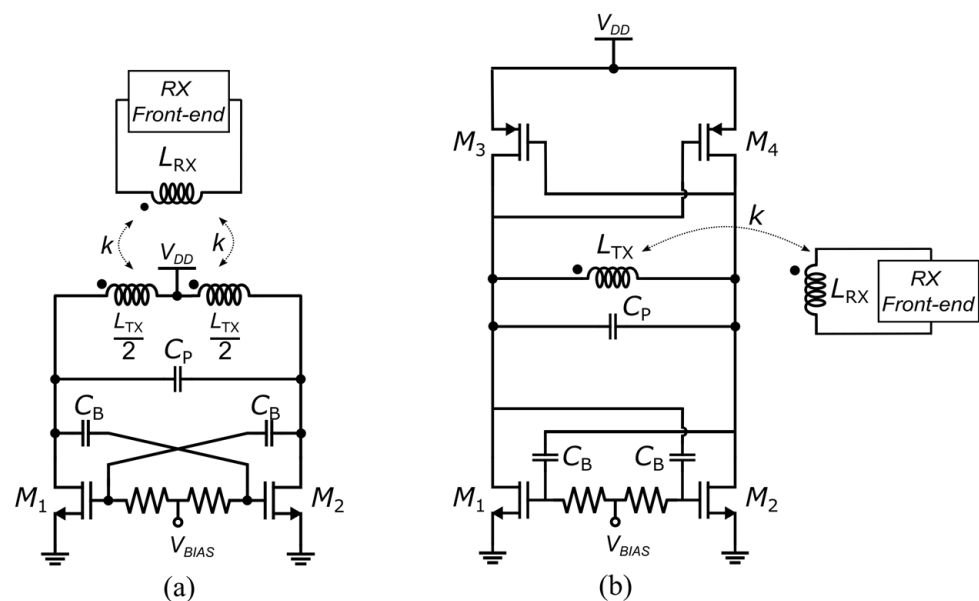 RX
Front-end
L_RX
k
k
V_DD
L_TX
2
L_TX
2
C_P
C_B
C_B
M_1
M_2
V_BIAS
(a)
V_DD
M_3
M_4
k
L_TX
L_RX
RX
Front-end
C_P
C_B
C_B
M_1
M_2
V_BIAS
(b)